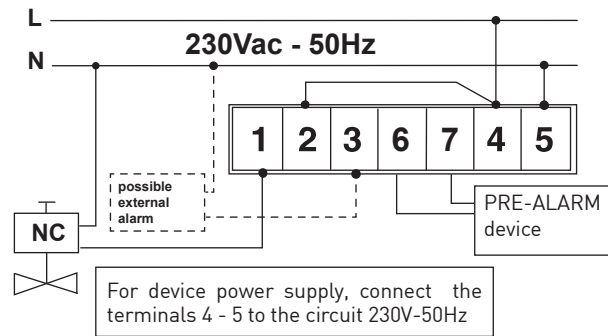 L
230Vac - 50Hz
N
1 2 3 6 7 4 5
possible
external
alarm
PRE-ALARM
device
NC
For device power supply, connect the
terminals 4 - 5 to the circuit 230V-50Hz